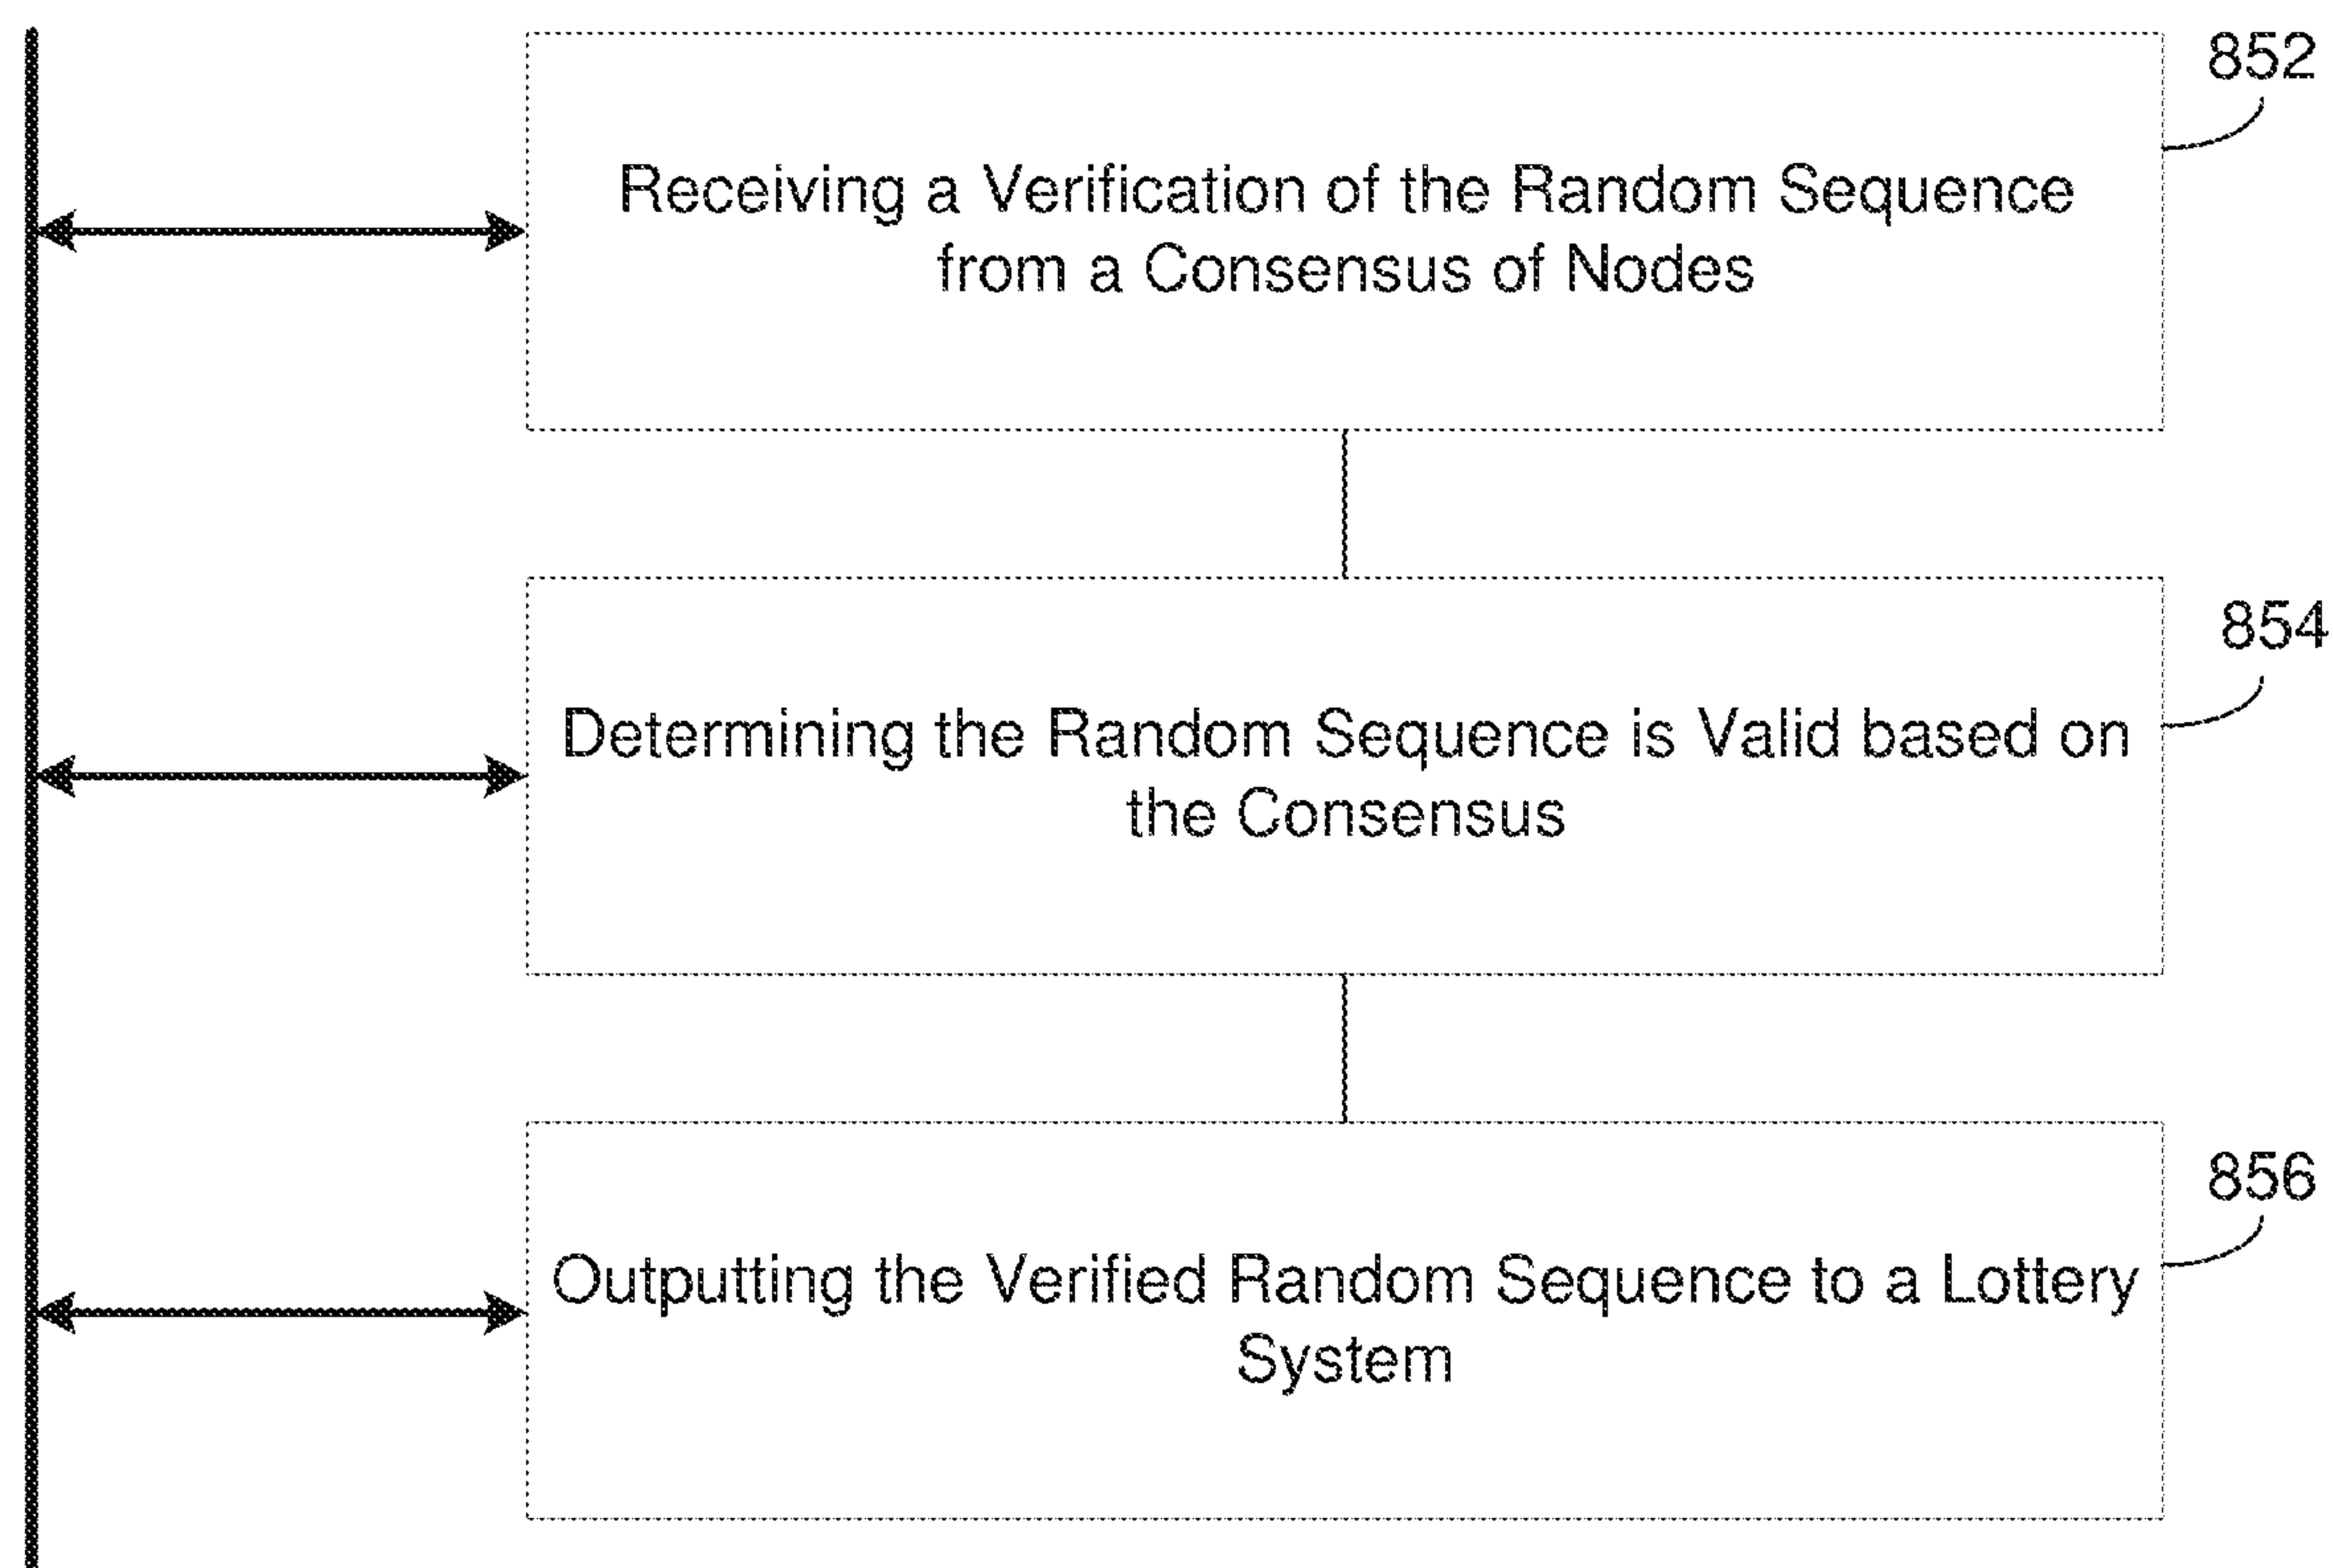 852
Receiving a Verification of the Random Sequence
from a Consensus of Nodes
854
Determining the Random Sequence is Valid based on
the Consensus
856
Outputting the Verified Random Sequence to a Lottery
System